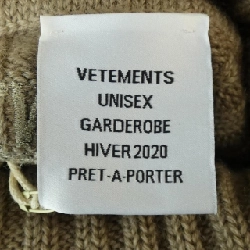 VETEMENTS
UNISEX
GARDEROBE
HIVER 2020
PRET-A-PORTER